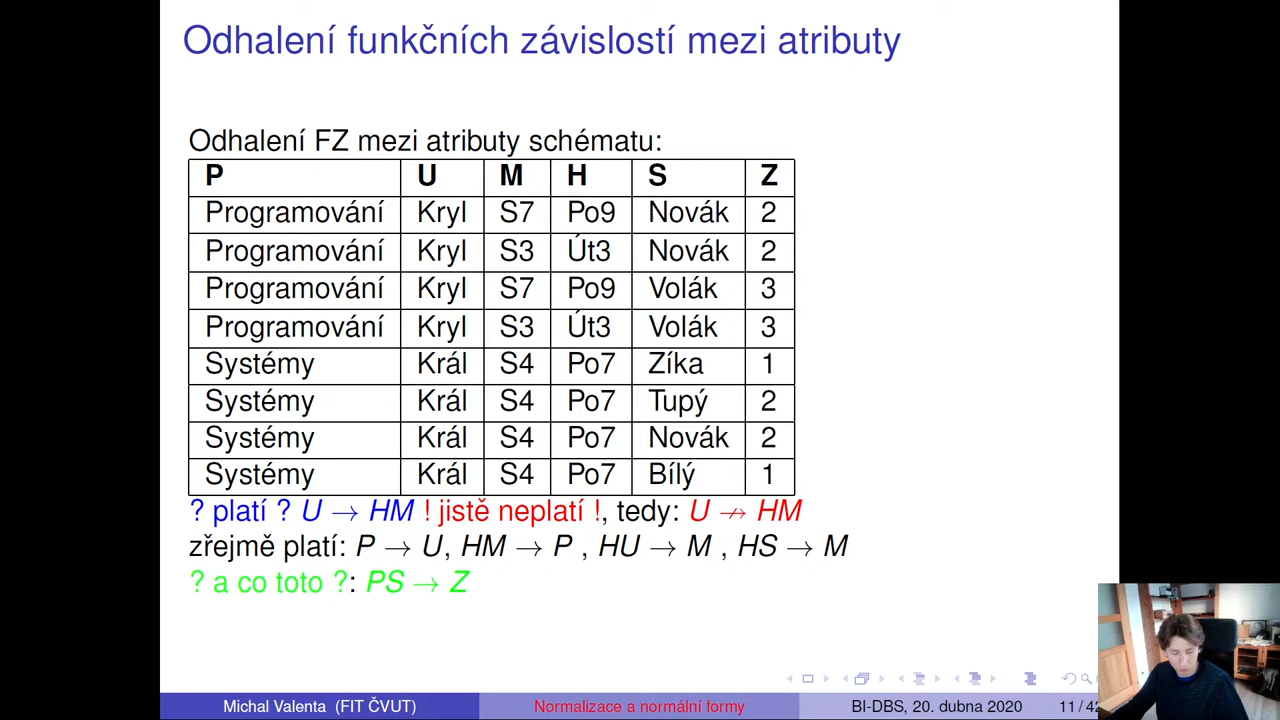 Odhalení funkčních závislostí mezi atributy
Odhalení FZ mezi atributy schématu:
P U M H S Z
Programování Kryl S7 Po9 Novák 2
Programování Kryl S3 Út3 Novák 2
Programování Kryl S7 Po9 Volák 3
Programování Kryl S3 Út3 Volák 3
Systémy Král S4 Po7 Zíka 1
Systémy Král S4 Po7 Tupý 2
Systémy Král S4 Po7 Novák 2
Systémy Král S4 Po7 Bílý 1
? platí ? U → HM ! jistě neplatí !, tedy: U ↛ HM
zřejmě platí: P → U, HM → P , HU → M , HS → M
? a co toto ?: PS → Z
Michal Valenta (FIT ČVUT) Normalizace a normální formy BI-DBS, 20. dubna 2020 11 / 42